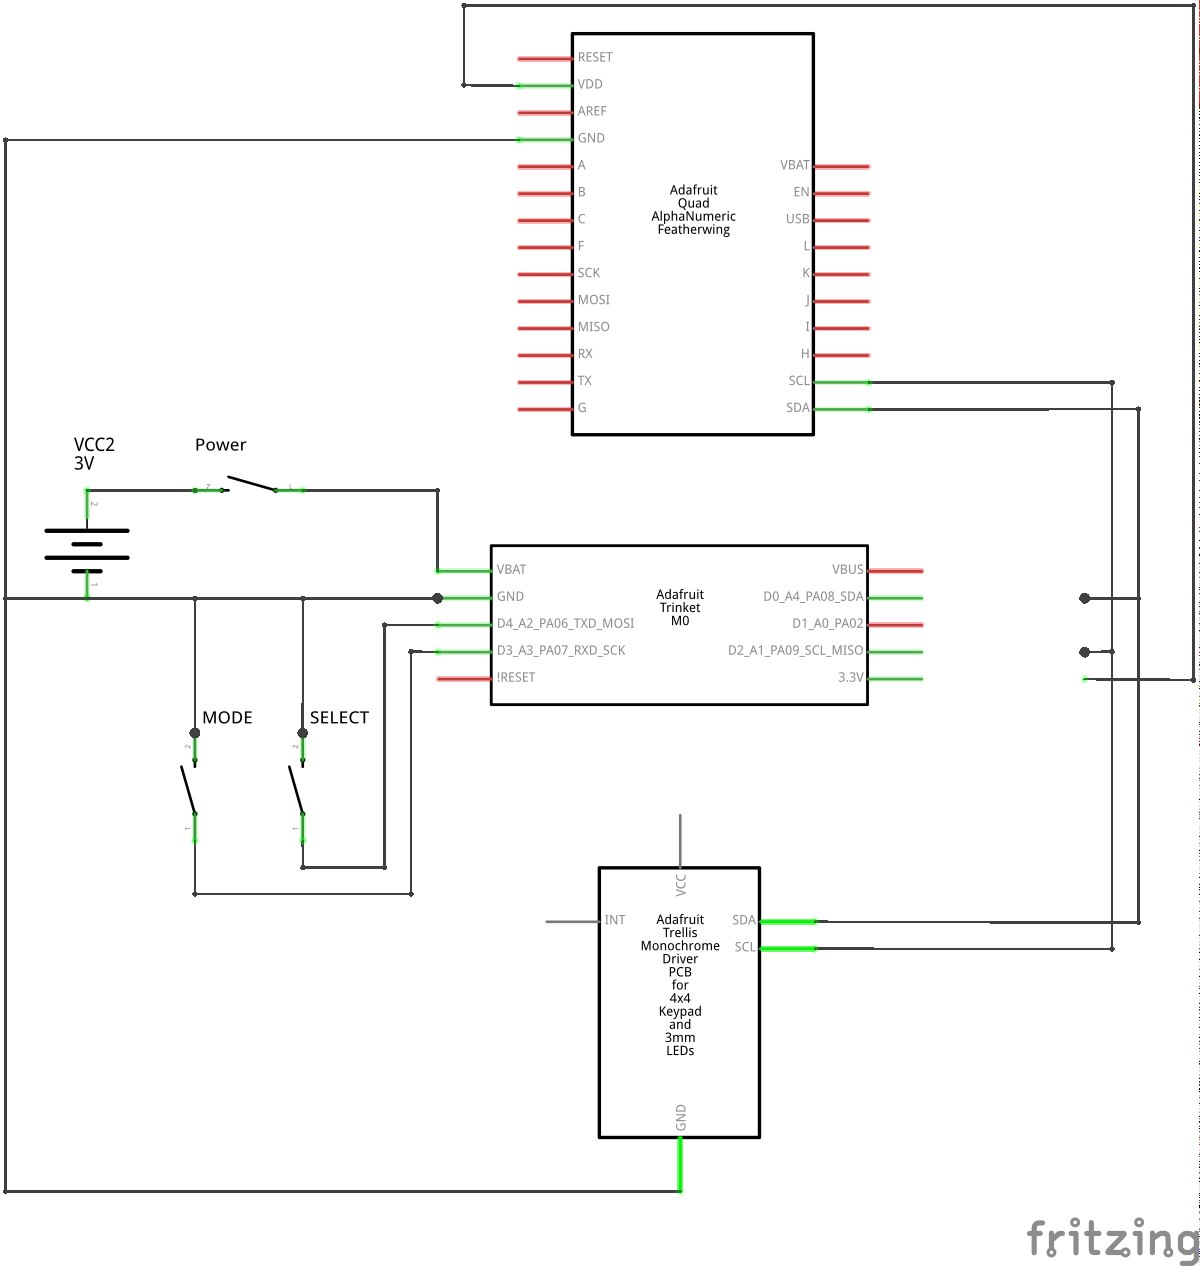 RESET
VDD
AREF
GND
A
B
C
F
SCK
MOSI
MISO
RX
TX
G
Adafruit
Quad
AlphaNumeric
Featherwing
VBAT
EN
USB
L
K
J
I
H
SCL
SDA
VCC2
3V
2
1
Power
2
1
VBAT
GND
D4_A2_PA06_TXD_MOSI
D3_A3_PA07_RXD_SCK
!RESET
Adafruit
Trinket
M0
VBUS
D0_A4_PA08_SDA
D1_A0_PA02
D2_A1_PA09_SCL_MISO
3.3V
MODE
2
1
SELECT
2
1
VCC
INT
Adafruit
Trellis
Monochrome
Driver
PCB
for
4x4
Keypad
and
3mm
LEDs
SDA
SCL
GND
fritzing